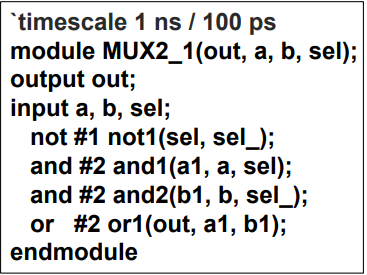 `timescale 1 ns / 100 ps
module MUX2_1(out, a, b, sel);
output out;
input a, b, sel;
not #1 not1(sel, sel_);
and #2 and1(a1, a, sel);
and #2 and2(b1, b, sel_);
or #2 or1(out, a1, b1);
endmodule